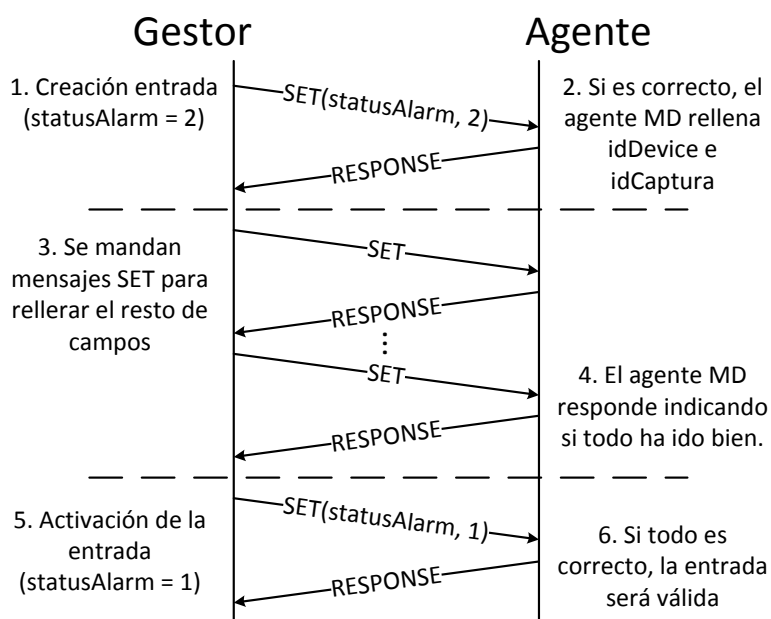 Gestor
Agente
1. Creación entrada
(statusAlarm = 2)
SET(statusAlarm, 2)
2. Si es correcto, el
agente MD rellena
idDevice e
idCaptura
RESPONSE
3. Se mandan
mensajes SET para
rellerar el resto de
campos
SET
RESPONSE
...
SET
4. El agente MD
responde indicando
si todo ha ido bien.
RESPONSE
5. Activación de la
entrada
(statusAlarm = 1)
SET(statusAlarm, 1)
6. Si todo es
correcto, la entrada
será válida
RESPONSE